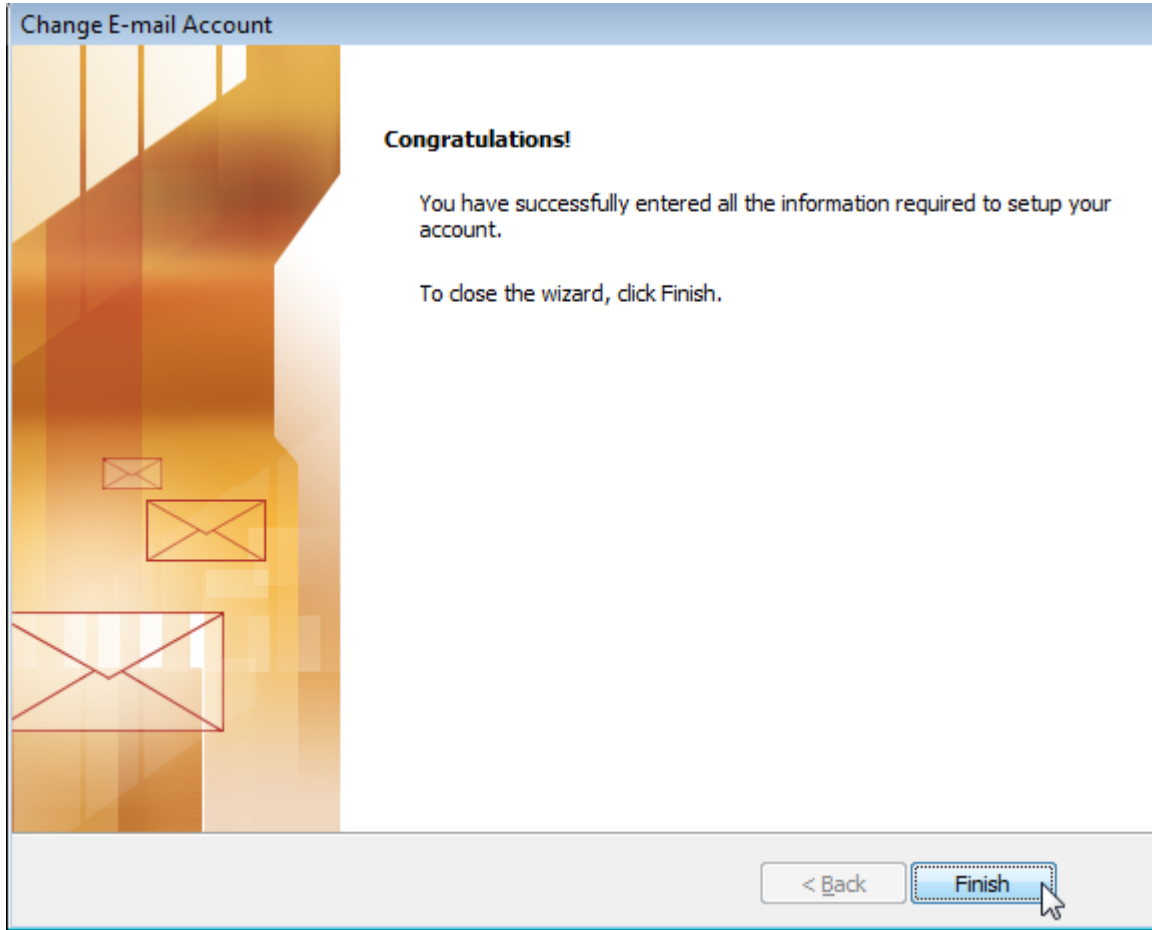 Change E-mail Account
Congratulations!
You have successfully entered all the information required to setup your
account.
To close the wizard, click Finish.
< Back
Finish